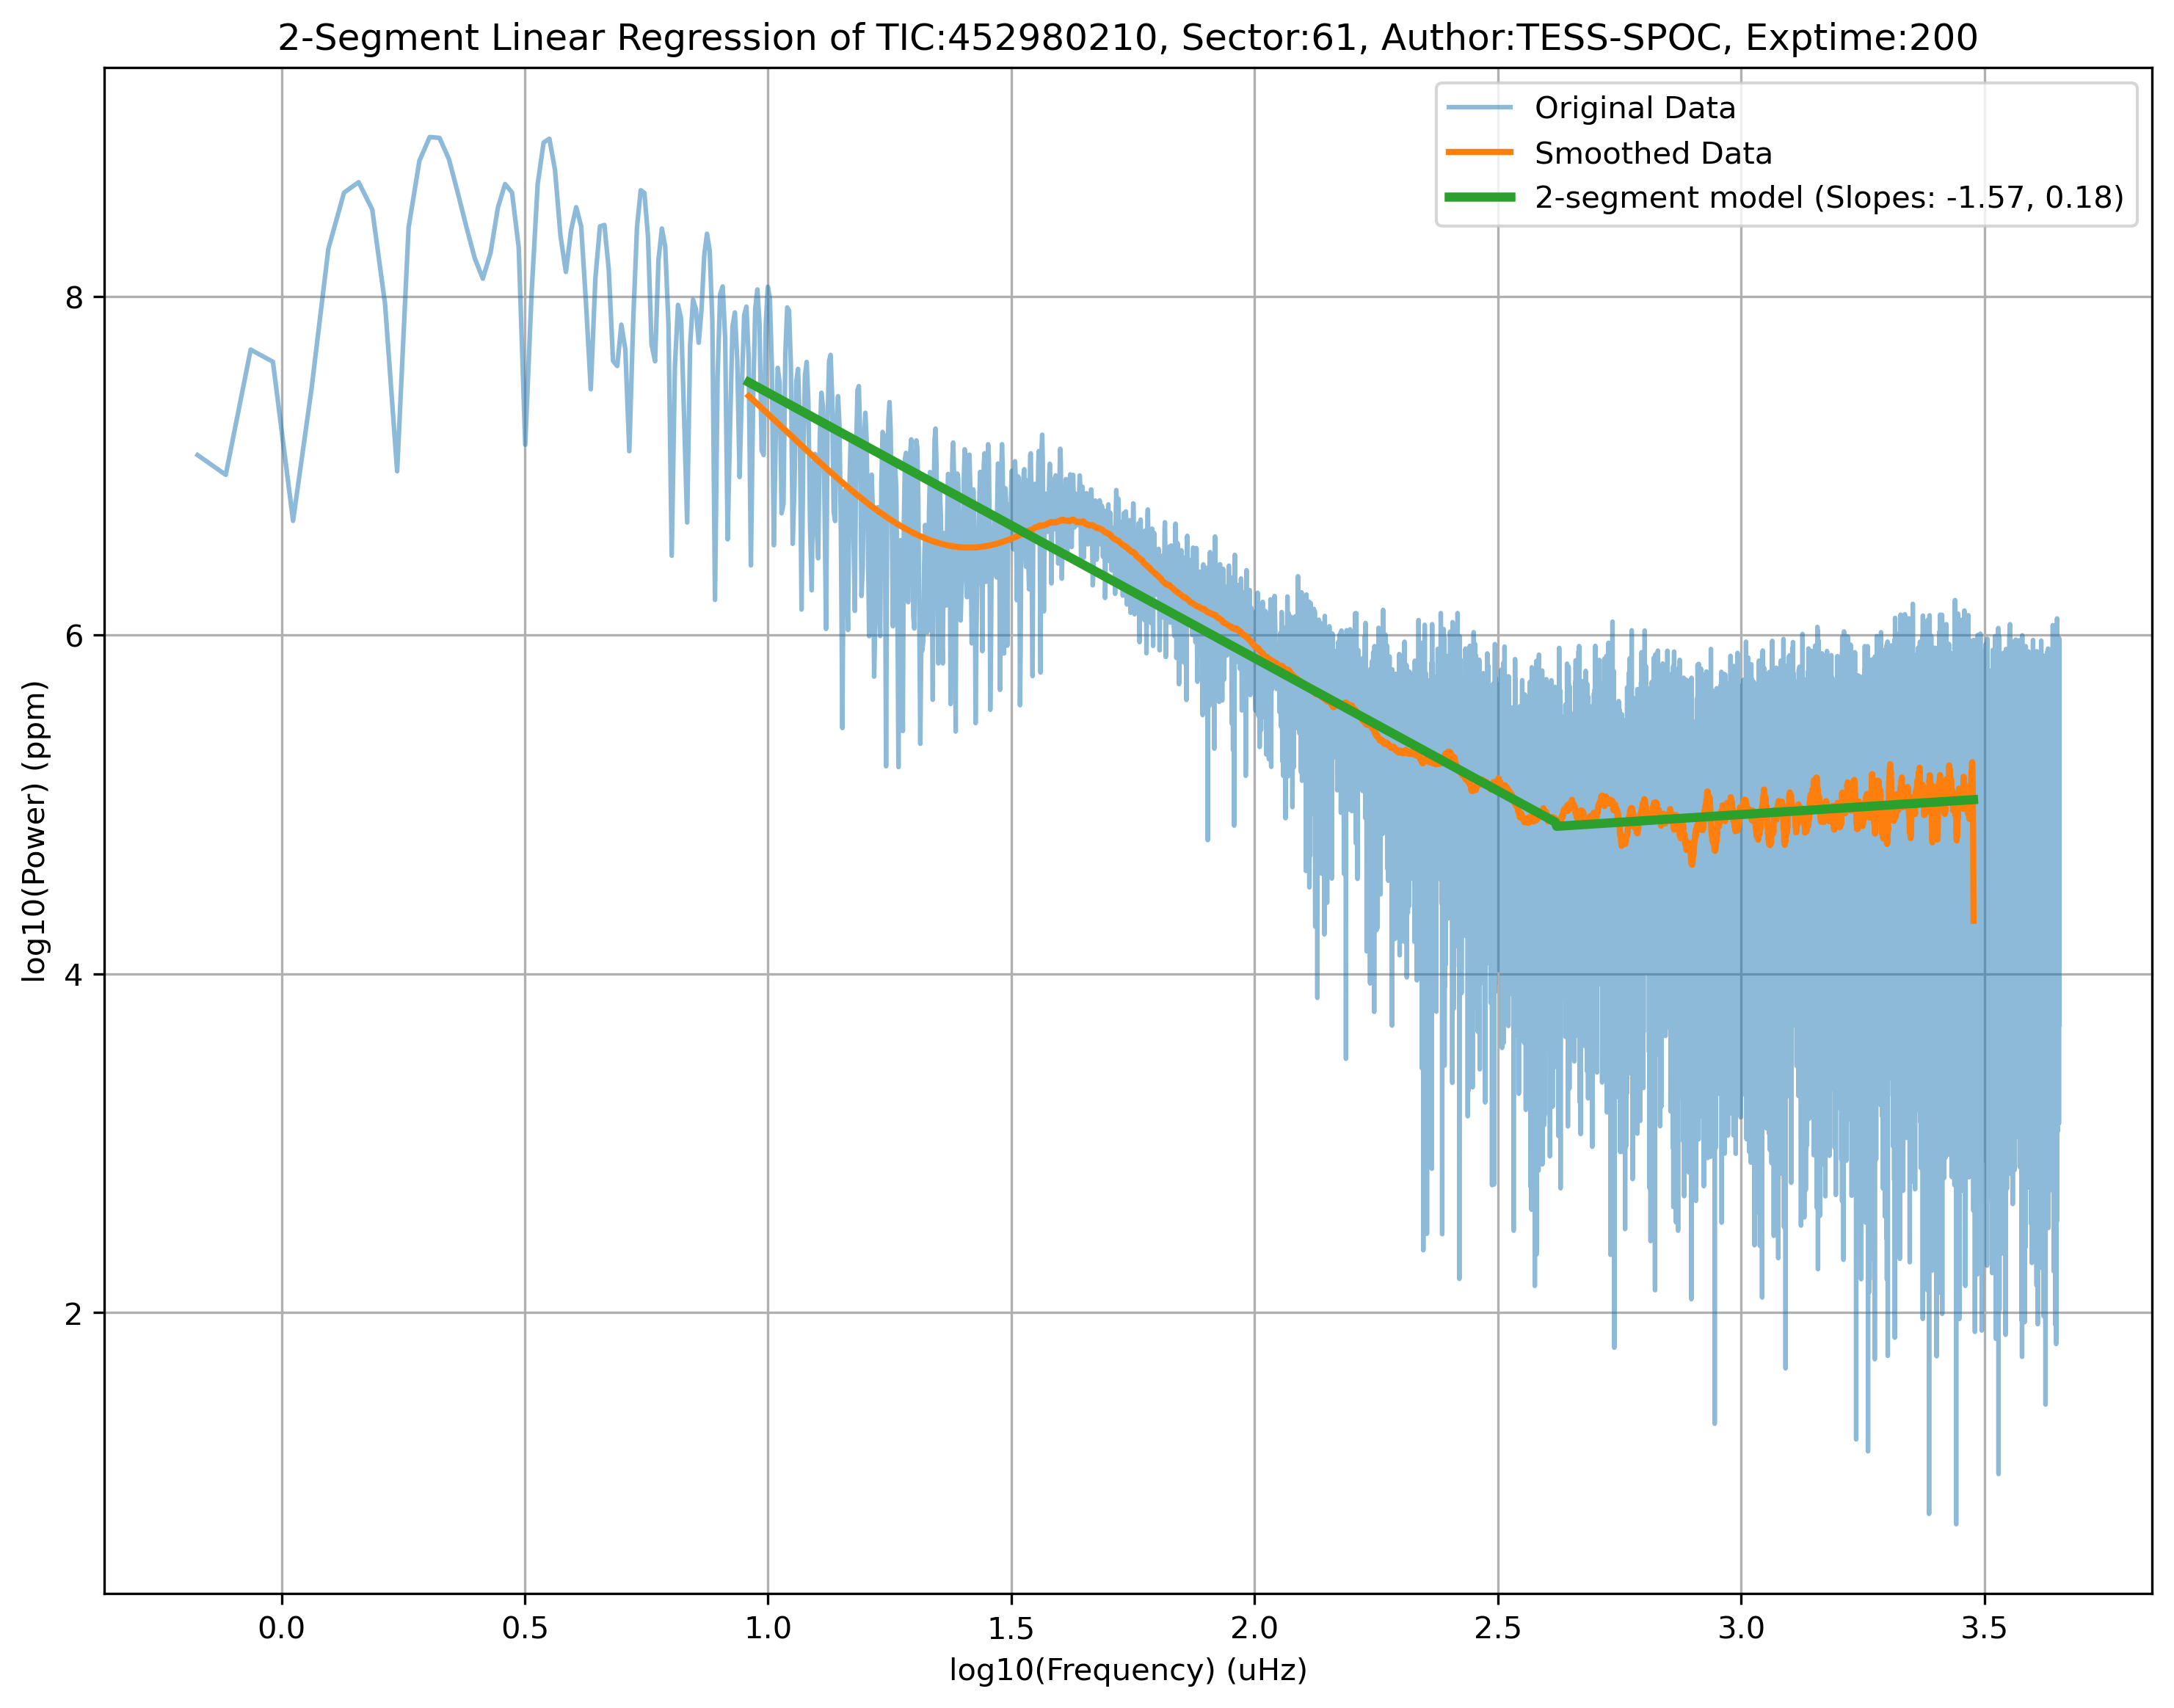 2-Segment Linear Regression of TIC:452980210, Sector:61, Author:TESS-SPOC, Exptime:200
Original Data
Smoothed Data
2-segment model (Slopes: -1.57, 0.18)
log10(Power) (ppm)
8
6
4
2
0.0 0.5 1.0 1.5 2.0 2.5 3.0 3.5
log10(Frequency) (uHz)